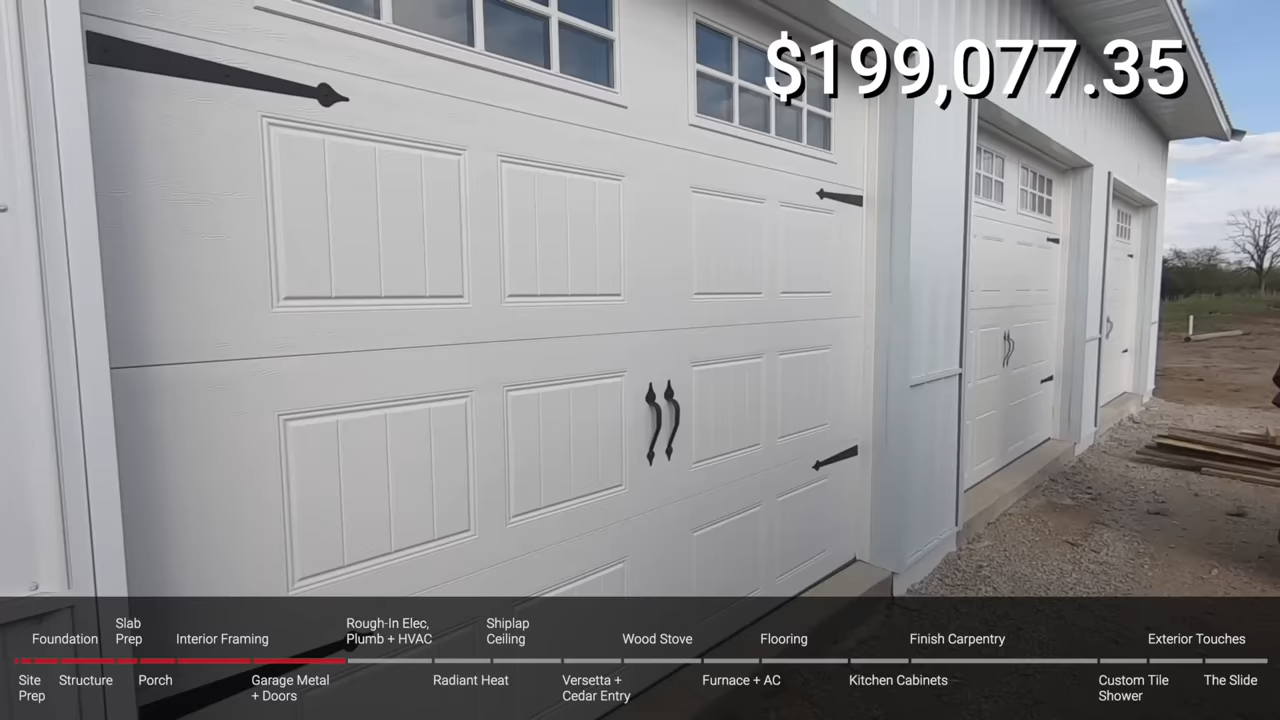 $199,077.35
Foundation
Slab
Prep
Interior Framing
Rough-In Elec,
Plumb + HVAC
Shiplap
Ceiling
Wood Stove
Flooring
Finish Carpentry
Exterior Touches
Site
Prep
Structure
Porch
Garage Metal
+ Doors
Radiant Heat
Versetta +
Cedar Entry
Furnace + AC
Kitchen Cabinets
Custom Tile
Shower
The Slide